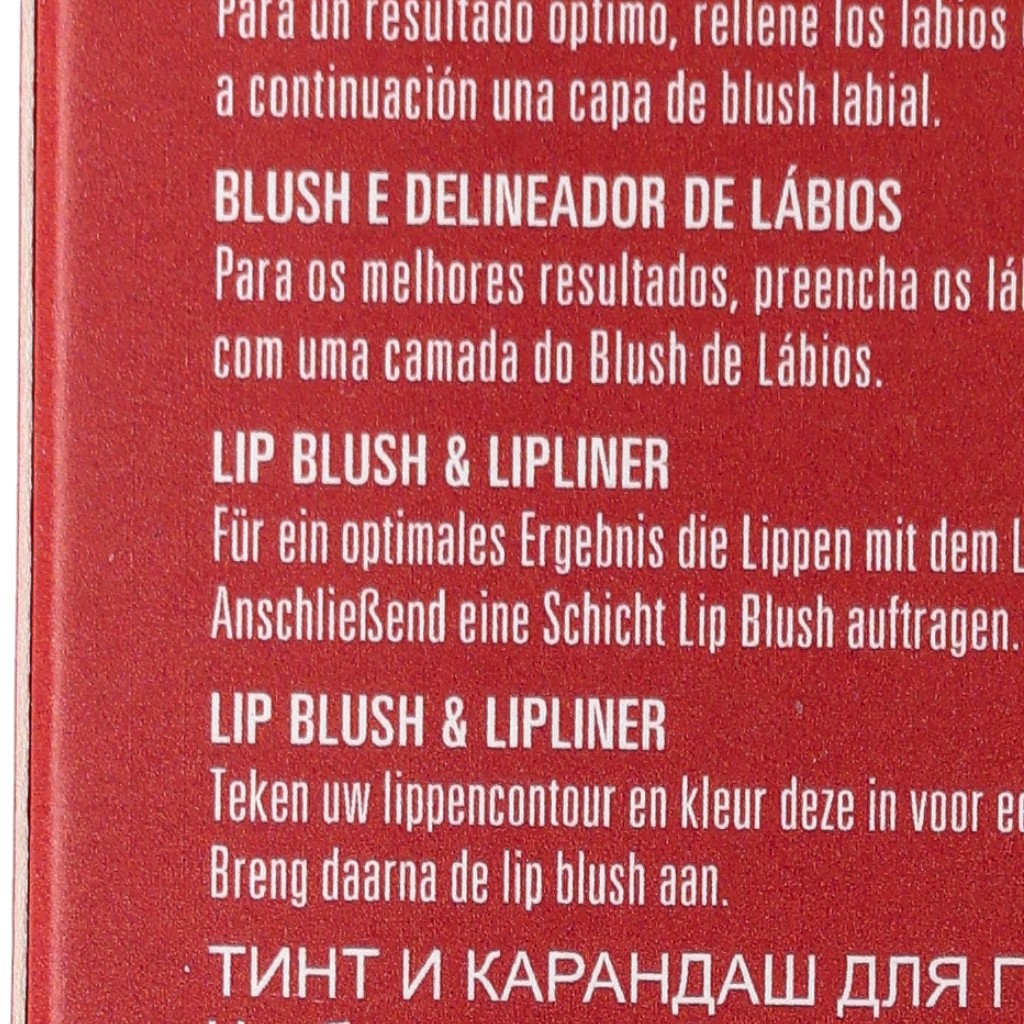 Para un resultado óptimo, rellene los labios
a continuación una capa de blush labial.
BLUSH E DELINEADOR DE LÁBIOS
Para os melhores resultados, preencha os
com uma camada do Blush de Lábios.
LIP BLUSH & LIPLINER
Für ein optimales Ergebnis die Lippen mit dem
Anschließend eine Schicht Lip Blush auftragen.
LIP BLUSH & LIPLINER
Teken uw lippencontour en kleur deze in voor
Breng daarna de lip blush aan.
ТИНТ И КАРАНДАШ ДЛЯ